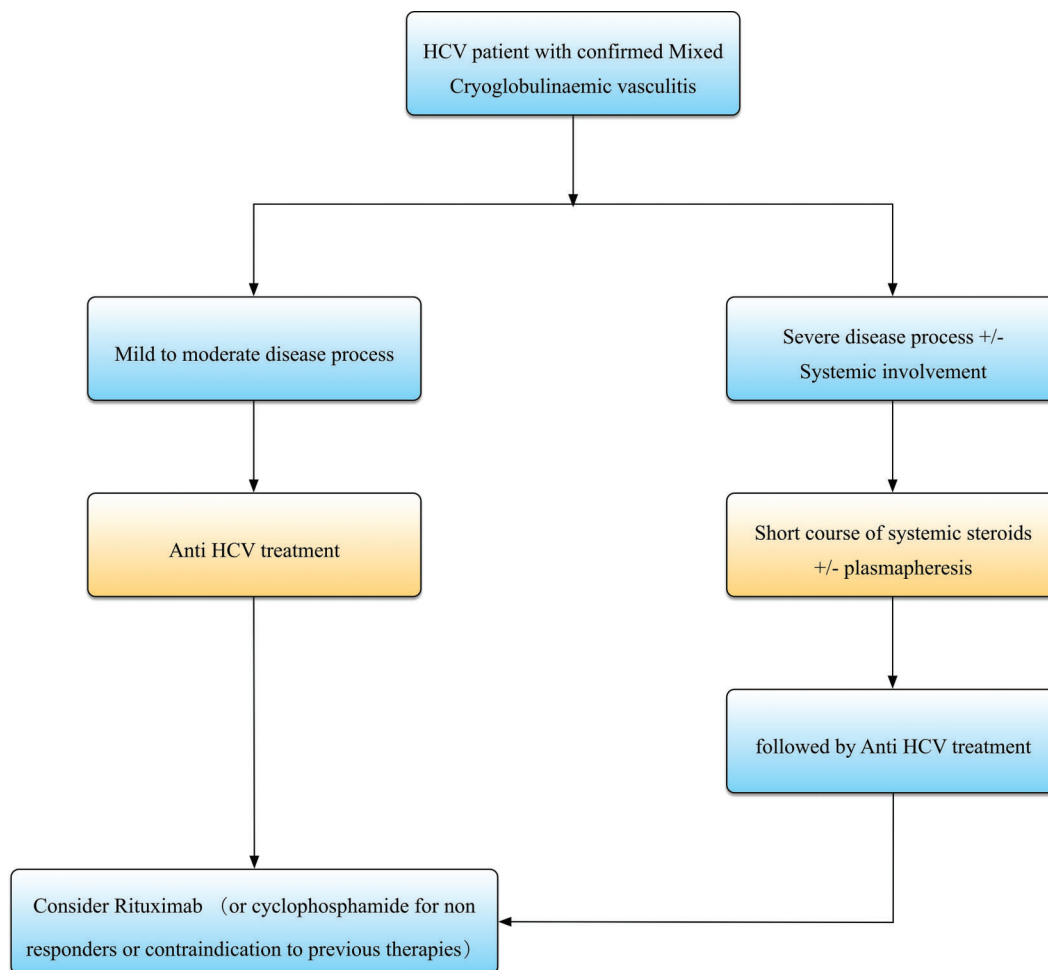 HCV patient with confirmed Mixed
Cryoglobulinaemic vasculitis
Mild to moderate disease process
Severe disease process +/-
Systemic involvement
Anti HCV treatment
Short course of systemic steroids
+/- plasmapheresis
followed by Anti HCV treatment
Consider Rituximab （or cyclophosphamide for non
responders or contraindication to previous therapies）